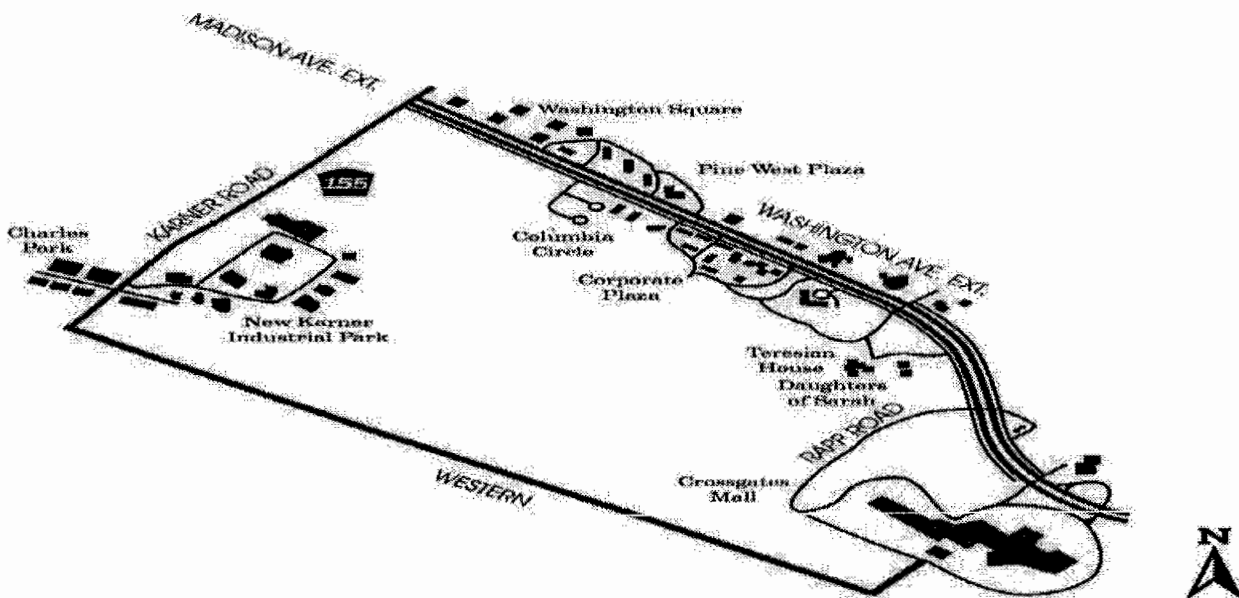 MADISON AVE. EXT.
Washington Square
Pine West Plaza
KARNER ROAD
155
WASHINGTON AVE. EXT.
Charles
Park
Columbia
Circle
Corporate
Plaza
New Karner
Industrial Park
Teresian
House
Daughters
of Sarah
RAPP ROAD
WESTERN
Crossgates
Mall
N